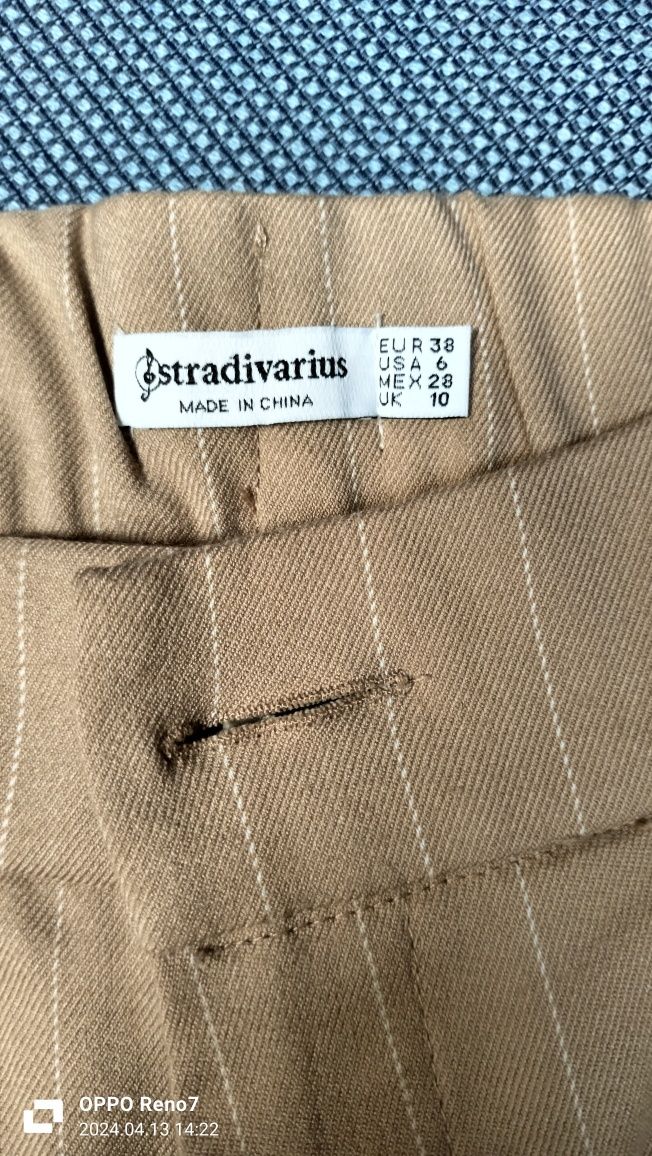 stradivarius
MADE IN CHINA
EUR 38
USA 6
MEX 28
UK 10
OPPO Reno7
2024.04.13 14:22